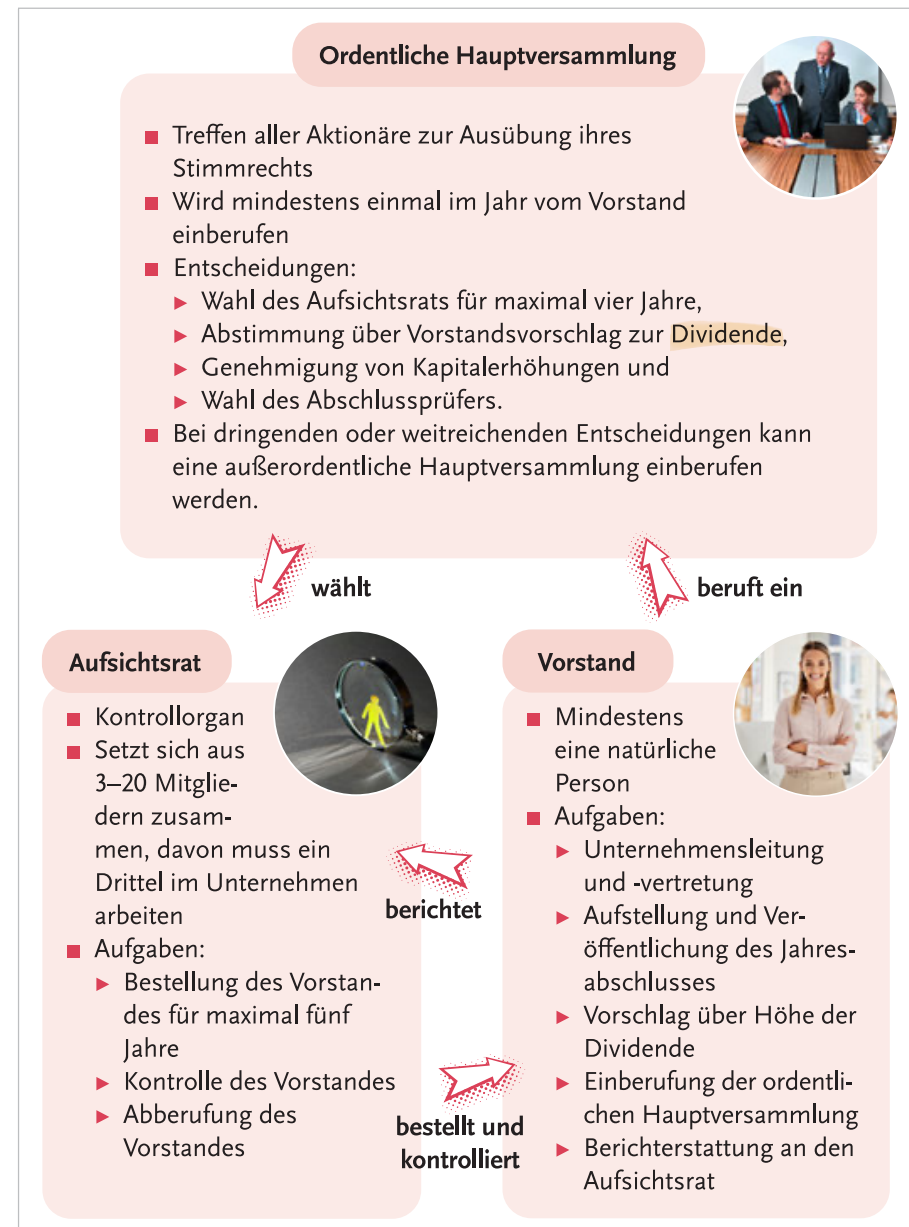 Ordentliche Hauptversammlung
■ Treffen aller Aktionäre zur Ausübung ihres
Stimmrechts
■ Wird mindestens einmal im Jahr vom Vorstand
einberufen
■ Entscheidungen:
► Wahl des Aufsichtsrats für maximal vier Jahre,
► Abstimmung über Vorstandsvorschlag zur Dividende,
► Genehmigung von Kapitalerhöhungen und
► Wahl des Abschlussprüfers.
■ Bei dringenden oder weitreichenden Entscheidungen kann
eine außerordentliche Hauptversammlung einberufen
werden.
wählt
beruft ein
Aufsichtsrat
■ Kontrollorgan
■ Setzt sich aus
3–20 Mitglie-
dern zusam-
men, davon muss ein
Drittel im Unternehmen
arbeiten
■ Aufgaben:
► Bestellung des Vorstan-
des für maximal fünf
Jahre
► Kontrolle des Vorstandes
► Abberufung des
Vorstandes
berichtet
bestellt und
kontrolliert
Vorstand
■ Mindestens
eine natürliche
Person
■ Aufgaben:
► Unternehmensleitung
und -vertretung
► Aufstellung und Ver-
öffentlichung des Jahres-
abschlusses
► Vorschlag über Höhe der
Dividende
► Einberufung der ordentli-
chen Hauptversammlung
► Berichterstattung an den
Aufsichtsrat